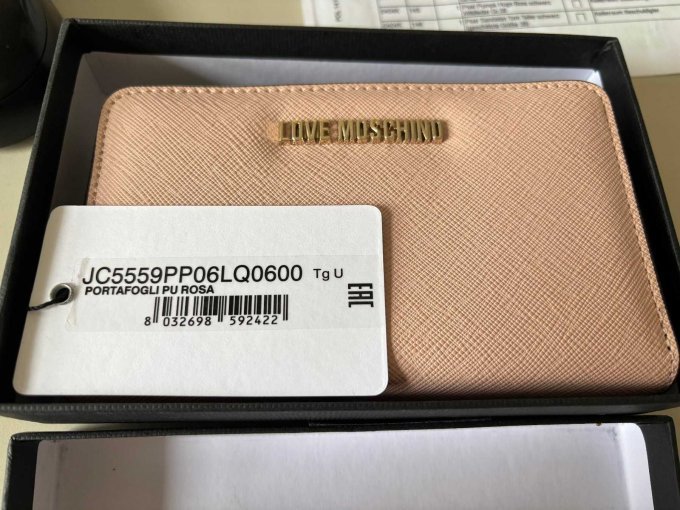 LOVE MOSCHINO
JC5559PP06LQ0600 Tg U
PORTAFOGLI PU ROSA
8 032698 592422
EAC